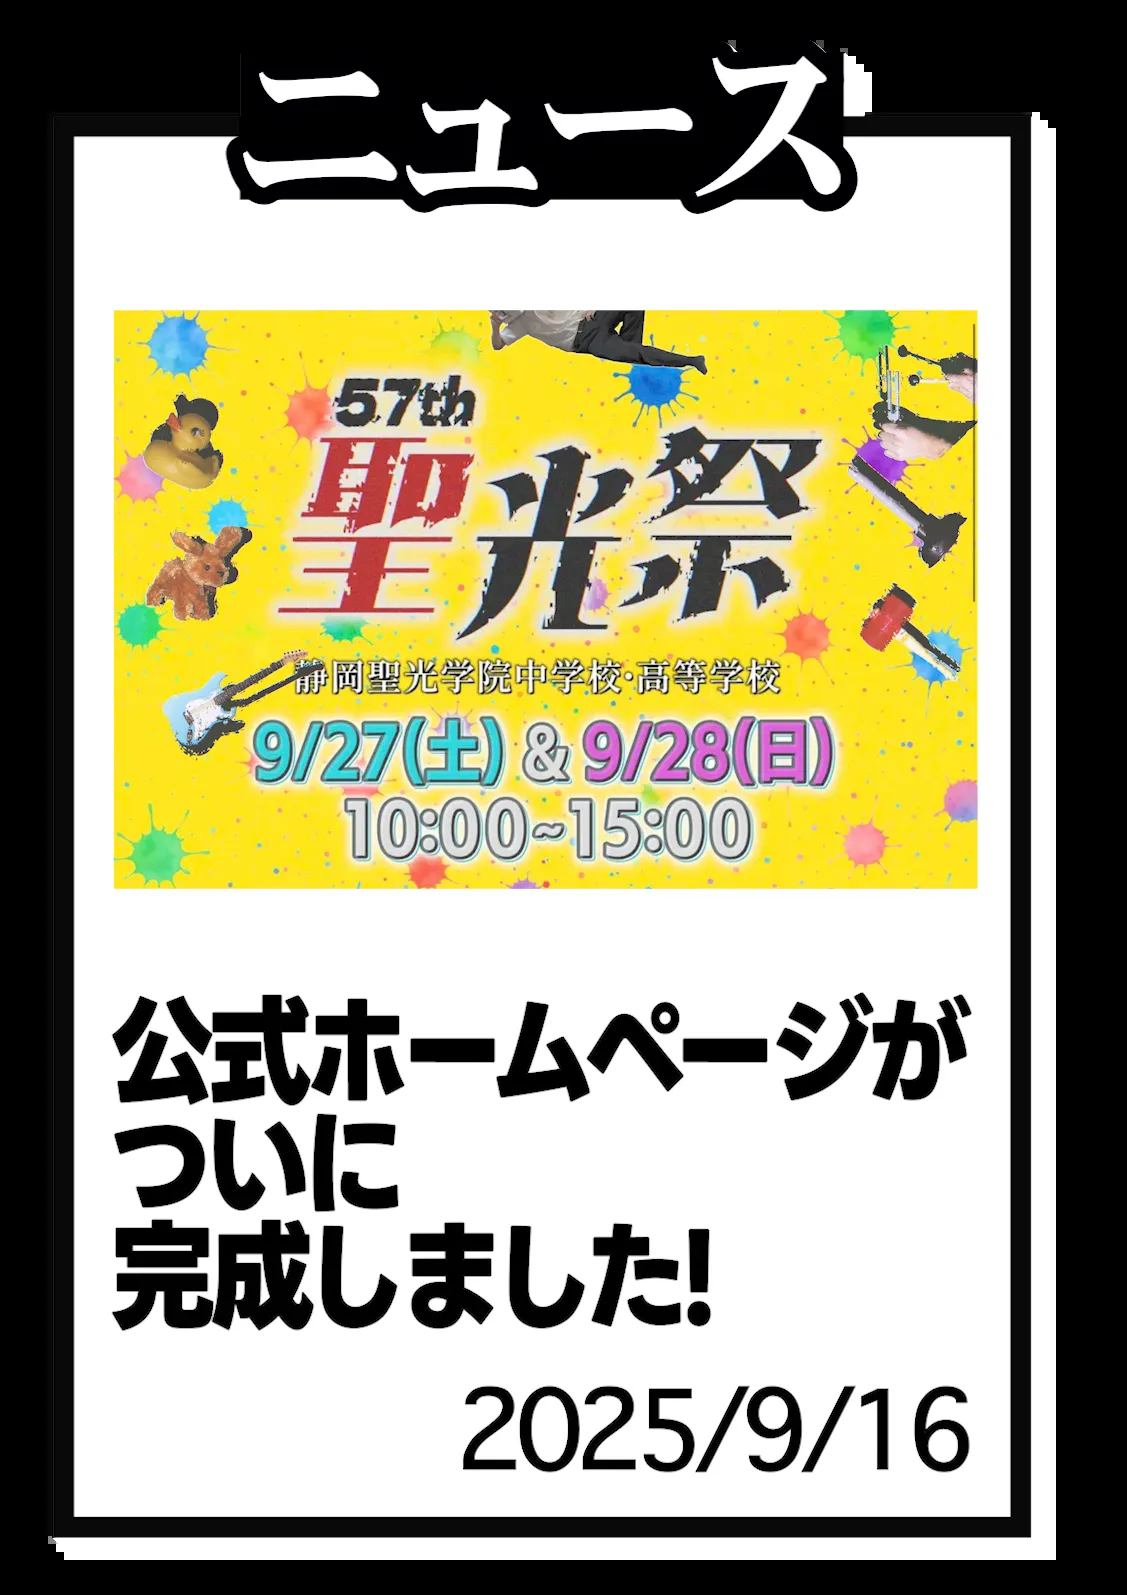 ニュース
57th
聖光祭
静岡聖光学院中学校・高等学校
9/27(土) & 9/28(日)
10:00~15:00
公式ホームページが
ついに
完成しました!
2025/9/16